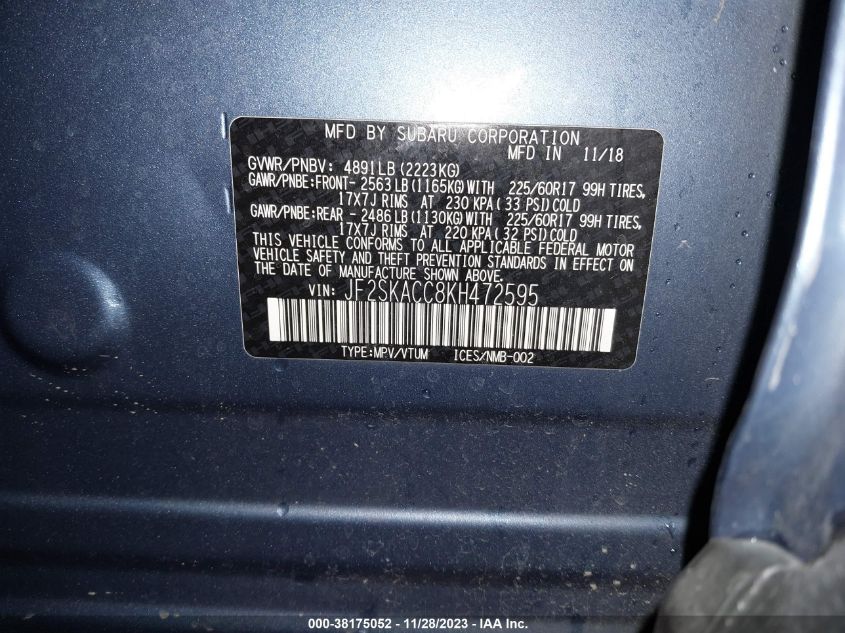 MFD BY SUBARU CORPORATION
MFD IN 11/18
GVWR/PNBV: 4891LB(2223KG)
GAWR/PNBE:FRONT- 2563LB(1165KG)WITH 225/60R17 99H TIRES,
17X7J RIMS AT 230 KPA(33 PSI)COLD
GAWR/PNBE:REAR - 2486LB(1130KG)WITH 225/60R17 99H TIRES,
17X7J RIMS AT 220 KPA(32 PSI)COLD
THIS VEHICLE CONFORMS TO ALL APPLICABLE FEDERAL MOTOR
VEHICLE SAFETY AND THEFT PREVENTION STANDARDS IN EFFECT ON
THE DATE OF MANUFACTURE SHOWN ABOVE.
VIN: JF2SKACC8KH472595
TYPE:MPV/VTUM ICES/NMB-002
000-38175052 - 11/28/2023 - IAA Inc.